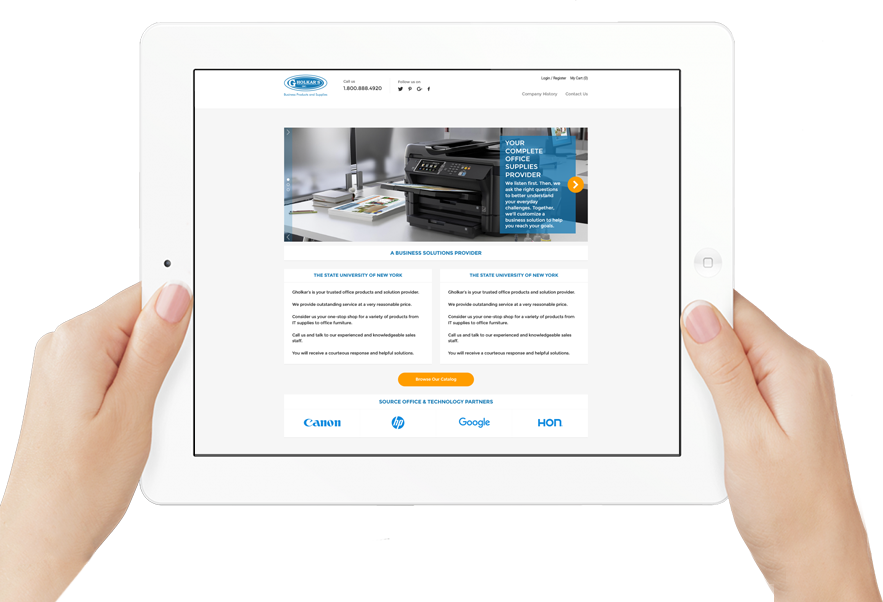 GHOLKAR'S
Business Products and Supplies
Call us
1.800.888.4920
Follow us on
Login / Register My Cart (0)
Company History Contact Us
YOUR
COMPLETE
OFFICE
SUPPLIES
PROVIDER
We listen first. Then, we
ask the right questions
to better understand
your everyday
challenges. Together,
we'll customize a
business solution to help
you reach your goals.
A BUSINESS SOLUTIONS PROVIDER
THE STATE UNIVERSITY OF NEW YORK
Gholkar's is your trusted office products and solution provider.
We provide outstanding service at a very reasonable price.
Consider us your one-stop shop for a variety of products from
IT supplies to office furniture.
Call us and talk to our experienced and knowledgeable sales
staff.
You will receive a courteous response and helpful solutions.
THE STATE UNIVERSITY OF NEW YORK
Gholkar's is your trusted office products and solution provider.
We provide outstanding service at a very reasonable price.
Consider us your one-stop shop for a variety of products from
IT supplies to office furniture.
Call us and talk to our experienced and knowledgeable sales
staff.
You will receive a courteous response and helpful solutions.
Browse Our Catalog
SOURCE OFFICE & TECHNOLOGY PARTNERS
Canon hp Google HON